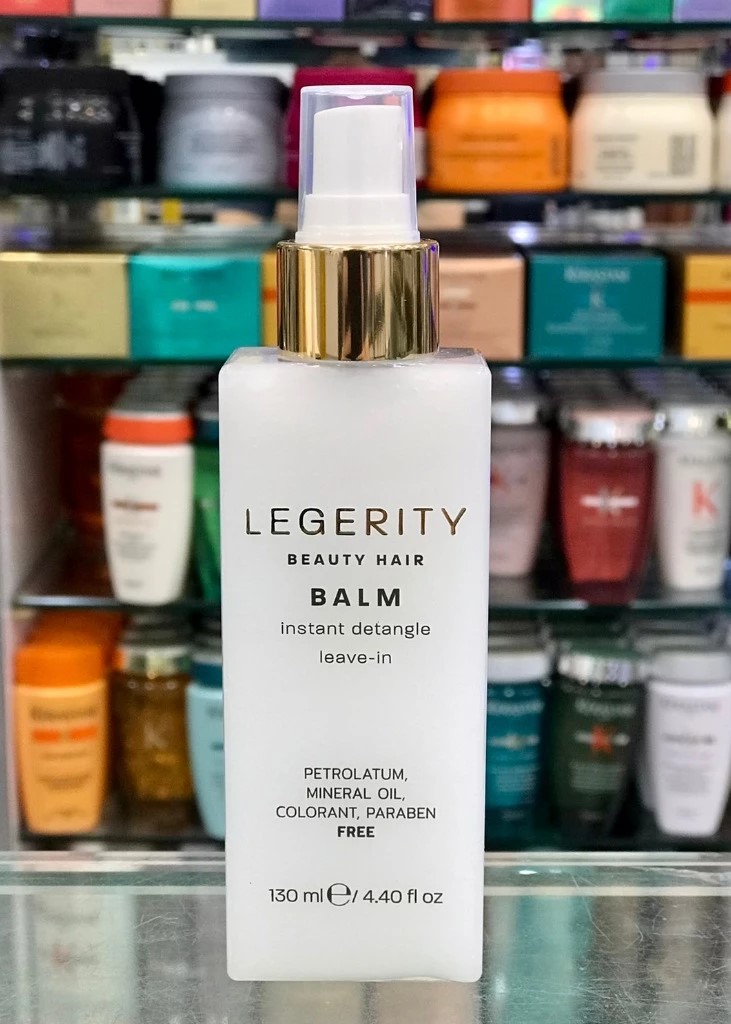 LEGERITY
BEAUTY HAIR
BALM
instant detangle
leave-in
PETROLATUM,
MINERAL OIL,
COLORANT, PARABEN
FREE
130 ml ℮/ 4.40 fl oz
KERASTASE
K
K